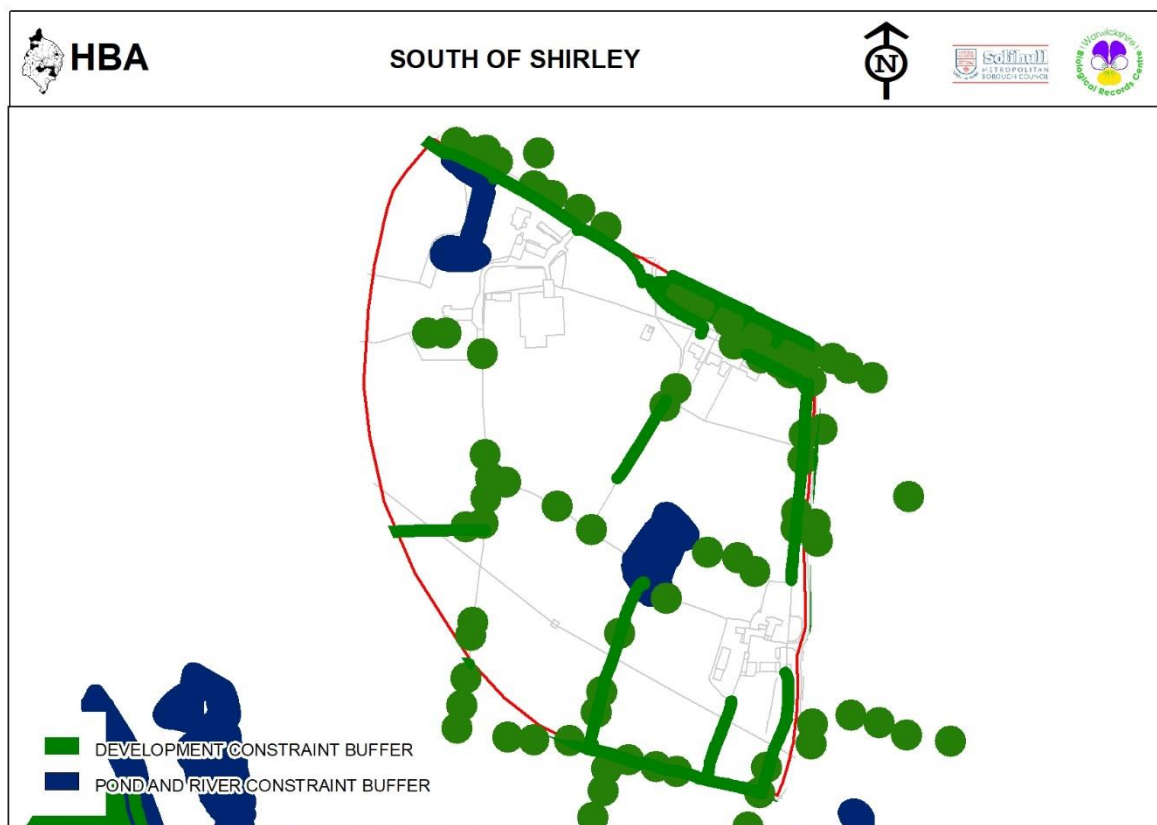 HBA
SOUTH OF SHIRLEY
N
Solihull
METROPOLITAN
BOROUGH COUNCIL
Warwickshire
Biological Records Centre
DEVELOPMENT CONSTRAINT BUFFER
POND AND RIVER CONSTRAINT BUFFER